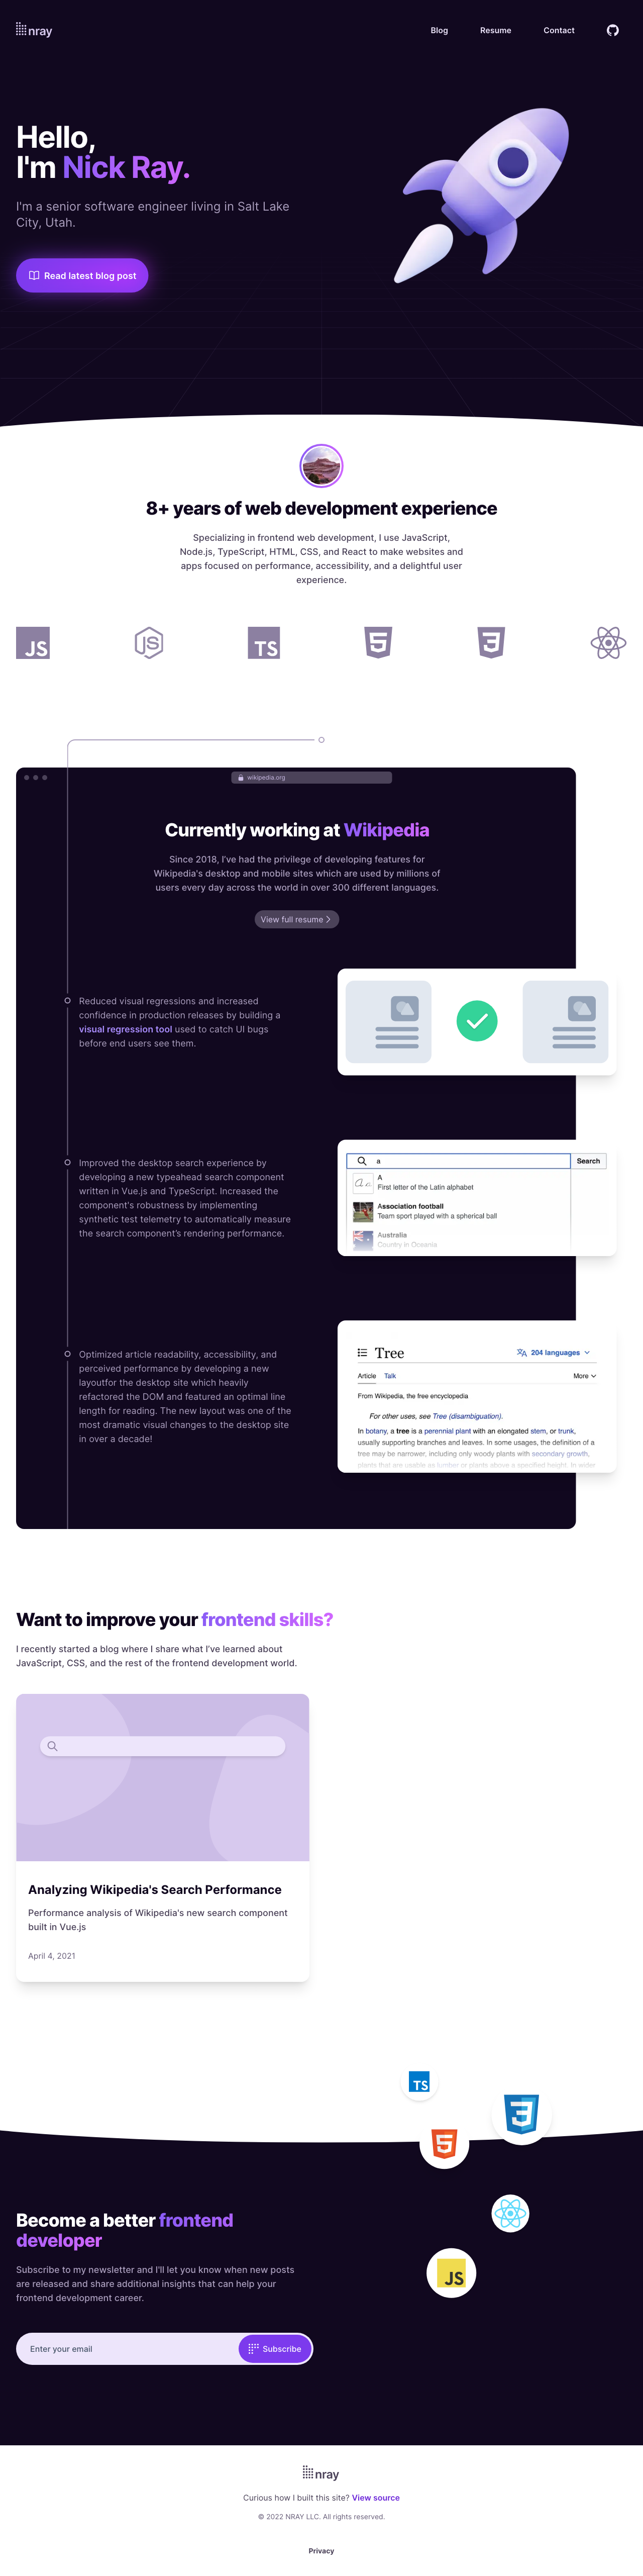 nray
Blog
Resume
Contact
Hello,
I'm Nick Ray.
I'm a senior software engineer living in Salt Lake
City, Utah.
Read latest blog post
8+ years of web development experience
Specializing in frontend web development, I use JavaScript,
Node.js, TypeScript, HTML, CSS, and React to make websites and
apps focused on performance, accessibility, and a delightful user
experience.
JS
JS
TS
5
3
wikipedia.org
Currently working at Wikipedia
Since 2018, I've had the privilege of developing features for
Wikipedia's desktop and mobile sites which are used by millions of
users every day across the world in over 300 different languages.
View full resume
Reduced visual regressions and increased
confidence in production releases by building a
visual regression tool used to catch UI bugs
before end users see them.
Improved the desktop search experience by
developing a new typeahead search component
written in Vue.js and TypeScript. Increased the
component's robustness by implementing
synthetic test telemetry to automatically measure
the search component's rendering performance.
a
Search
A
First letter of the Latin alphabet
Association football
Team sport played with a spherical ball
Australia
Country in Oceania
Optimized article readability, accessibility, and
perceived performance by developing a new
layoutfor the desktop site which heavily
refactored the DOM and featured an optimal line
length for reading. The new layout was one of the
most dramatic visual changes to the desktop site
in over a decade!
Tree
204 languages
Article
Talk
More
From Wikipedia, the free encyclopedia
For other uses, see Tree (disambiguation).
In botany, a tree is a perennial plant with an elongated stem, or trunk,
usually supporting branches and leaves. In some usages, the definition of a
tree may be narrower, including only woody plants with secondary growth,
plants that are usable as lumber or plants above a specified height. In wider
Want to improve your frontend skills?
I recently started a blog where I share what I've learned about
JavaScript, CSS, and the rest of the frontend development world.
Analyzing Wikipedia's Search Performance
Performance analysis of Wikipedia's new search component
built in Vue.js
April 4, 2021
TS
3
5
JS
Become a better frontend
developer
Subscribe to my newsletter and I'll let you know when new posts
are released and share additional insights that can help your
frontend development career.
Enter your email
Subscribe
nray
Curious how I built this site? View source
© 2022 NRAY LLC. All rights reserved.
Privacy